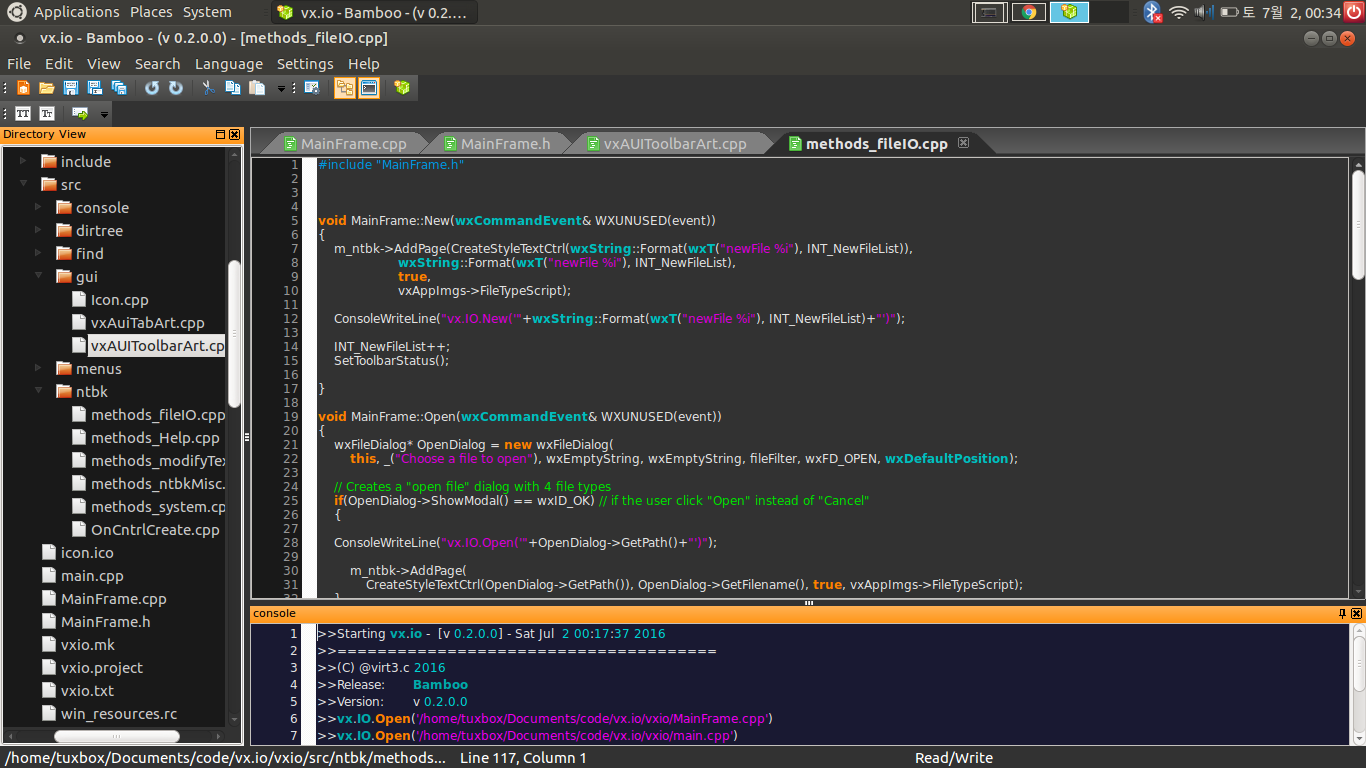 Applications Places System
vx.io - Bamboo - (v 0.2....
토 7월 2, 00:34
vx.io - Bamboo - (v 0.2.0.0) - [methods_fileIO.cpp]
File Edit View Search Language Settings Help
TT Tт
Directory View
include
src
console
dirtree
find
gui
Icon.cpp
vxAuiTabArt.cpp
vxAUIToolbarArt.cp
menus
ntbk
methods_fileIO.cpp
methods_Help.cpp
methods_modifyTex
methods_ntbkMisc.
methods_system.cp
OnCntrlCreate.cpp
icon.ico
main.cpp
MainFrame.cpp
MainFrame.h
vxio.mk
vxio.project
vxio.txt
win_resources.rc
MainFrame.cpp MainFrame.h vxAUIToolbarArt.cpp methods_fileIO.cpp
1 #include "MainFrame.h"
2
3
4
5 void MainFrame::New(wxCommandEvent& WXUNUSED(event))
6 {
7 m_ntbk->AddPage(CreateStyleTextCtrl(wxString::Format(wxT("newFile %i"), INT_NewFileList)),
8 wxString::Format(wxT("newFile %i"), INT_NewFileList),
9 true,
10 vxAppImgs->FileTypeScript);
11
12 ConsoleWriteLine("vx.IO.New('"+wxString::Format(wxT("newFile %i"), INT_NewFileList)+"')");
13
14 INT_NewFileList++;
15 SetToolbarStatus();
16
17 }
18
19 void MainFrame::Open(wxCommandEvent& WXUNUSED(event))
20 {
21 wxFileDialog* OpenDialog = new wxFileDialog(
22 this, _("Choose a file to open"), wxEmptyString, wxEmptyString, fileFilter, wxFD_OPEN, wxDefaultPosition);
23
24 // Creates a "open file" dialog with 4 file types
25 if(OpenDialog->ShowModal() == wxID_OK) // if the user click "Open" instead of "Cancel"
26 {
27
28 ConsoleWriteLine("vx.IO.Open('"+OpenDialog->GetPath()+"')");
29
30 m_ntbk->AddPage(
31 CreateStyleTextCtrl(OpenDialog->GetPath()), OpenDialog->GetFilename(), true, vxAppImgs->FileTypeScript);
32 }
console
1 >>Starting vx.io - [v 0.2.0.0] - Sat Jul 2 00:17:37 2016
2 >>======================================
3 >>(C) @virt3.c 2016
4 >>Release: Bamboo
5 >>Version: v 0.2.0.0
6 >>vx.IO.Open('/home/tuxbox/Documents/code/vx.io/vxio/MainFrame.cpp')
7 >>vx.IO.Open('/home/tuxbox/Documents/code/vx.io/vxio/main.cpp')
/home/tuxbox/Documents/code/vx.io/vxio/src/ntbk/methods... Line 117, Column 1 Read/Write